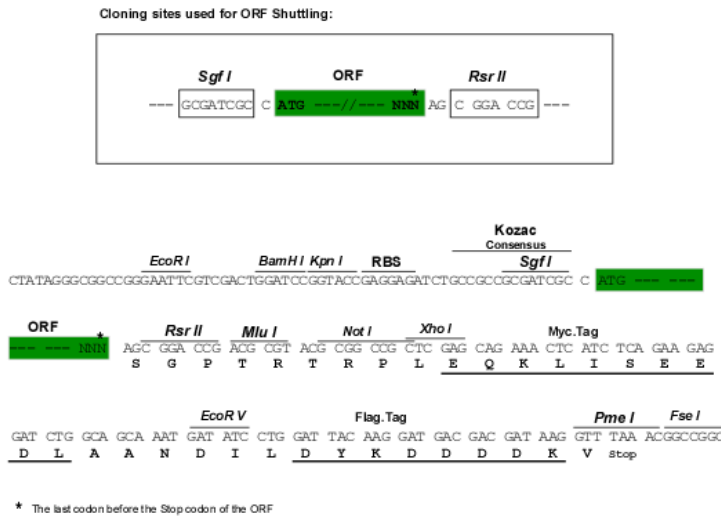 Cloning sites used for ORF Shuttling:
Sgf I ORF Rsr II
--- GCGATCGC C ATG ---//--- NNN* AG C GGA CCG ---
Kozac
Consensus
EcoR I BamH I Kpn I RBS Sgf I
CTATAGGGCGGCCGGGAATTCGTCGACTGGATCCGGTACCGAGGAGATCTGCCGCCGCGATCGC C ATG --- ---
ORF Rsr II Mlu I Not I Xho I Myc.Tag
--- --- NNN* AGC GGA CCG ACG CGT ACG CGG CCG CTC GAG CAG AAA CTC ATC TCA GAA GAG
S G P T R T R P L E Q K L I S E E
EcoR V Flag.Tag Pme I Fse I
GAT CTG GCA GCA AAT GAT ATC CTG GAT TAC AAG GAT GAC GAC GAT AAG GTT TAA ACGGCCGGC
D L A A N D I L D Y K D D D D K V Stop
* The last codon before the Stop codon of the ORF